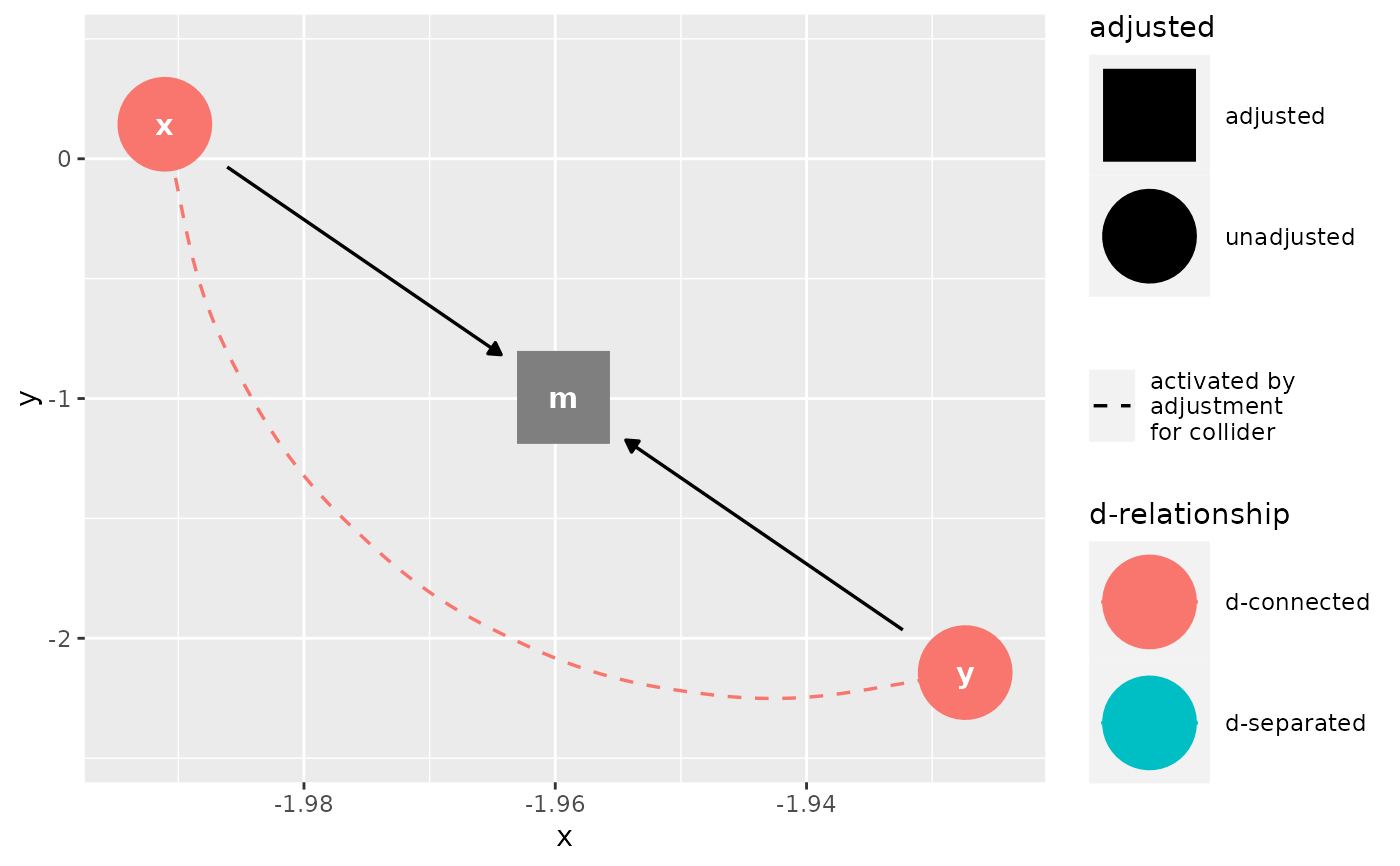 x
m
y
0
-1
-2
y
-1.98
-1.96
-1.94
x
adjusted
adjusted
unadjusted
activated by
adjustment
for collider
d-relationship
d-connected
d-separated